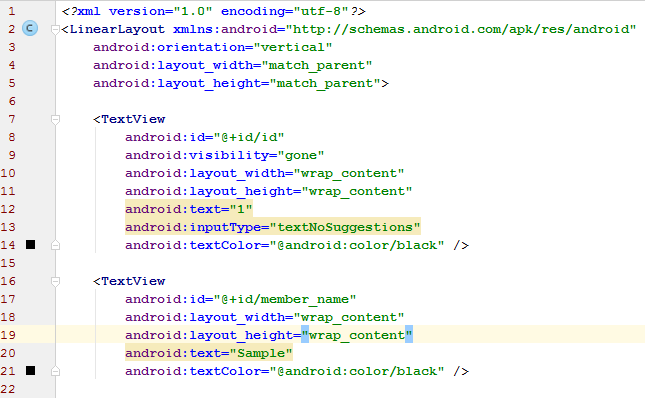 1 <?xml version="1.0" encoding="utf-8"?>
2 C <LinearLayout xmlns:android="http://schemas.android.com/apk/res/android"
3     android:orientation="vertical"
4     android:layout_width="match_parent"
5     android:layout_height="match_parent">
6
7     <TextView
8         android:id="@+id/id"
9         android:visibility="gone"
10         android:layout_width="wrap_content"
11         android:layout_height="wrap_content"
12         android:text="1"
13         android:inputType="textNoSuggestions"
14         android:textColor="@android:color/black" />
15
16     <TextView
17         android:id="@+id/member_name"
18         android:layout_width="wrap_content"
19         android:layout_height="wrap_content"
20         android:text="Sample"
21         android:textColor="@android:color/black" />
22